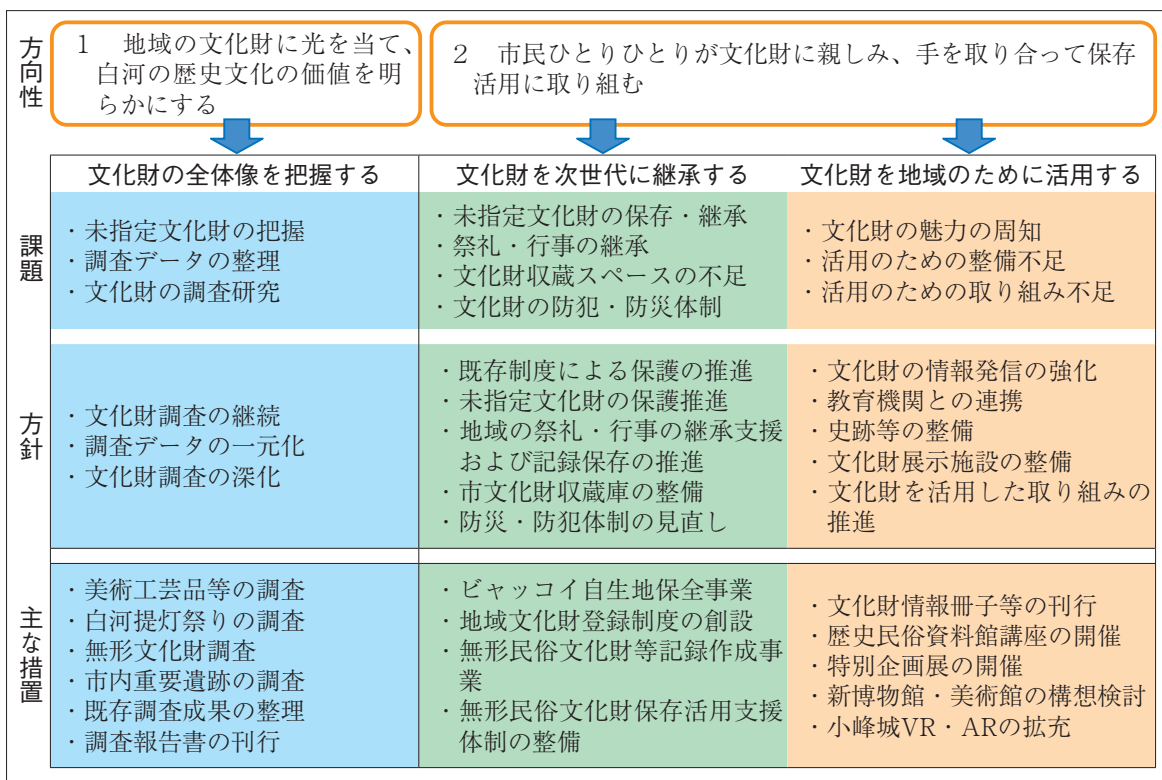 方向性
1　地域の文化財に光を当て、
白河の歴史文化の価値を明
らかにする
2　市民ひとりひとりが文化財に親しみ、手を取り合って保存
活用に取り組む
文化財の全体像を把握する
文化財を次世代に継承する
文化財を地域のために活用する
課題
・未指定文化財の把握
・調査データの整理
・文化財の調査研究
・未指定文化財の保存・継承
・祭礼・行事の継承
・文化財収蔵スペースの不足
・文化財の防犯・防災体制
・文化財の魅力の周知
・活用のための整備不足
・活用のための取り組み不足
方針
・文化財調査の継続
・調査データの一元化
・文化財調査の深化
・既存制度による保護の推進
・未指定文化財の保護推進
・地域の祭礼・行事の継承支援
および記録保存の推進
・市文化財収蔵庫の整備
・防災・防犯体制の見直し
・文化財の情報発信の強化
・教育機関との連携
・史跡等の整備
・文化財展示施設の整備
・文化財を活用した取り組みの
推進
主な措置
・美術工芸品等の調査
・白河提灯祭りの調査
・無形文化財調査
・市内重要遺跡の調査
・既存調査成果の整理
・調査報告書の刊行
・ビャッコイ自生地保全事業
・地域文化財登録制度の創設
・無形民俗文化財等記録作成事
業
・無形民俗文化財保存活用支援
体制の整備
・文化財情報冊子等の刊行
・歴史民俗資料館講座の開催
・特別企画展の開催
・新博物館・美術館の構想検討
・小峰城VR・ARの拡充